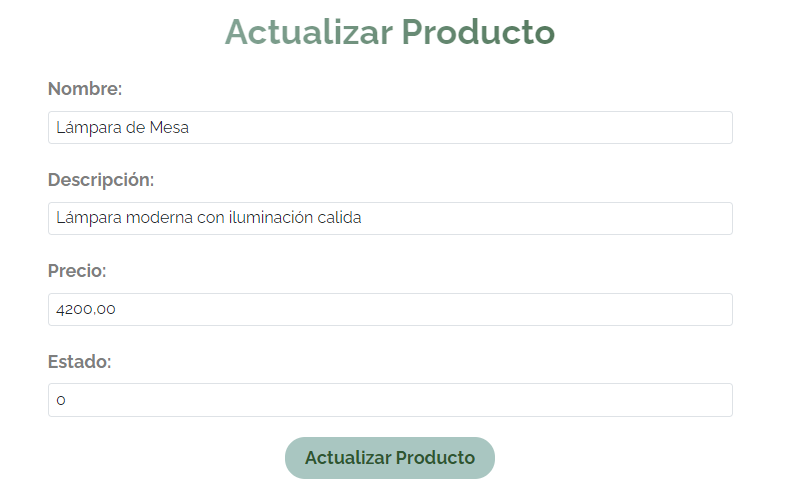 Actualizar Producto
Nombre:
Lámpara de Mesa
Descripción:
Lámpara moderna con iluminación calida
Precio:
4200,00
Estado:
0
Actualizar Producto